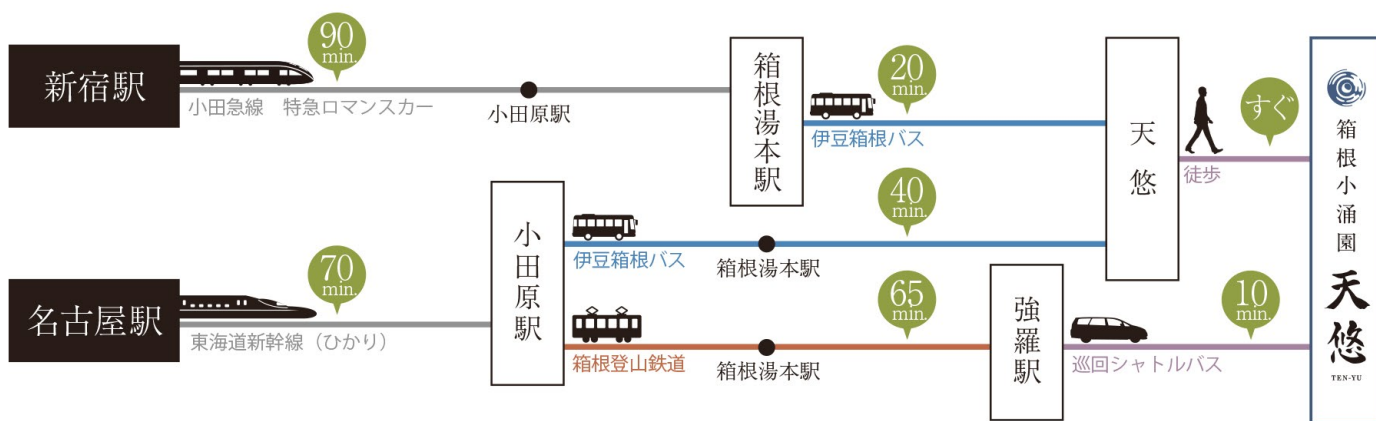 新宿駅
90
min.
小田急線　特急ロマンスカー
小田原駅
箱根湯本駅
20
min.
伊豆箱根バス
天悠
すぐ
徒歩
小田原駅
伊豆箱根バス
箱根湯本駅
40
min.
名古屋駅
70
min.
東海道新幹線（ひかり）
箱根登山鉄道
箱根湯本駅
65
min.
強羅駅
10
min.
巡回シャトルバス
箱根小涌園
天悠
TEN-YU